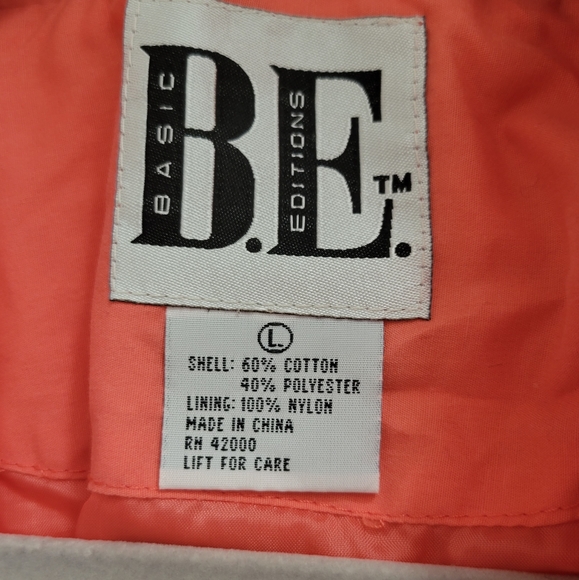 B.E.™
BASIC
EDITIONS
L
SHELL: 60% COTTON
40% POLYESTER
LINING: 100% NYLON
MADE IN CHINA
RN 42000
LIFT FOR CARE